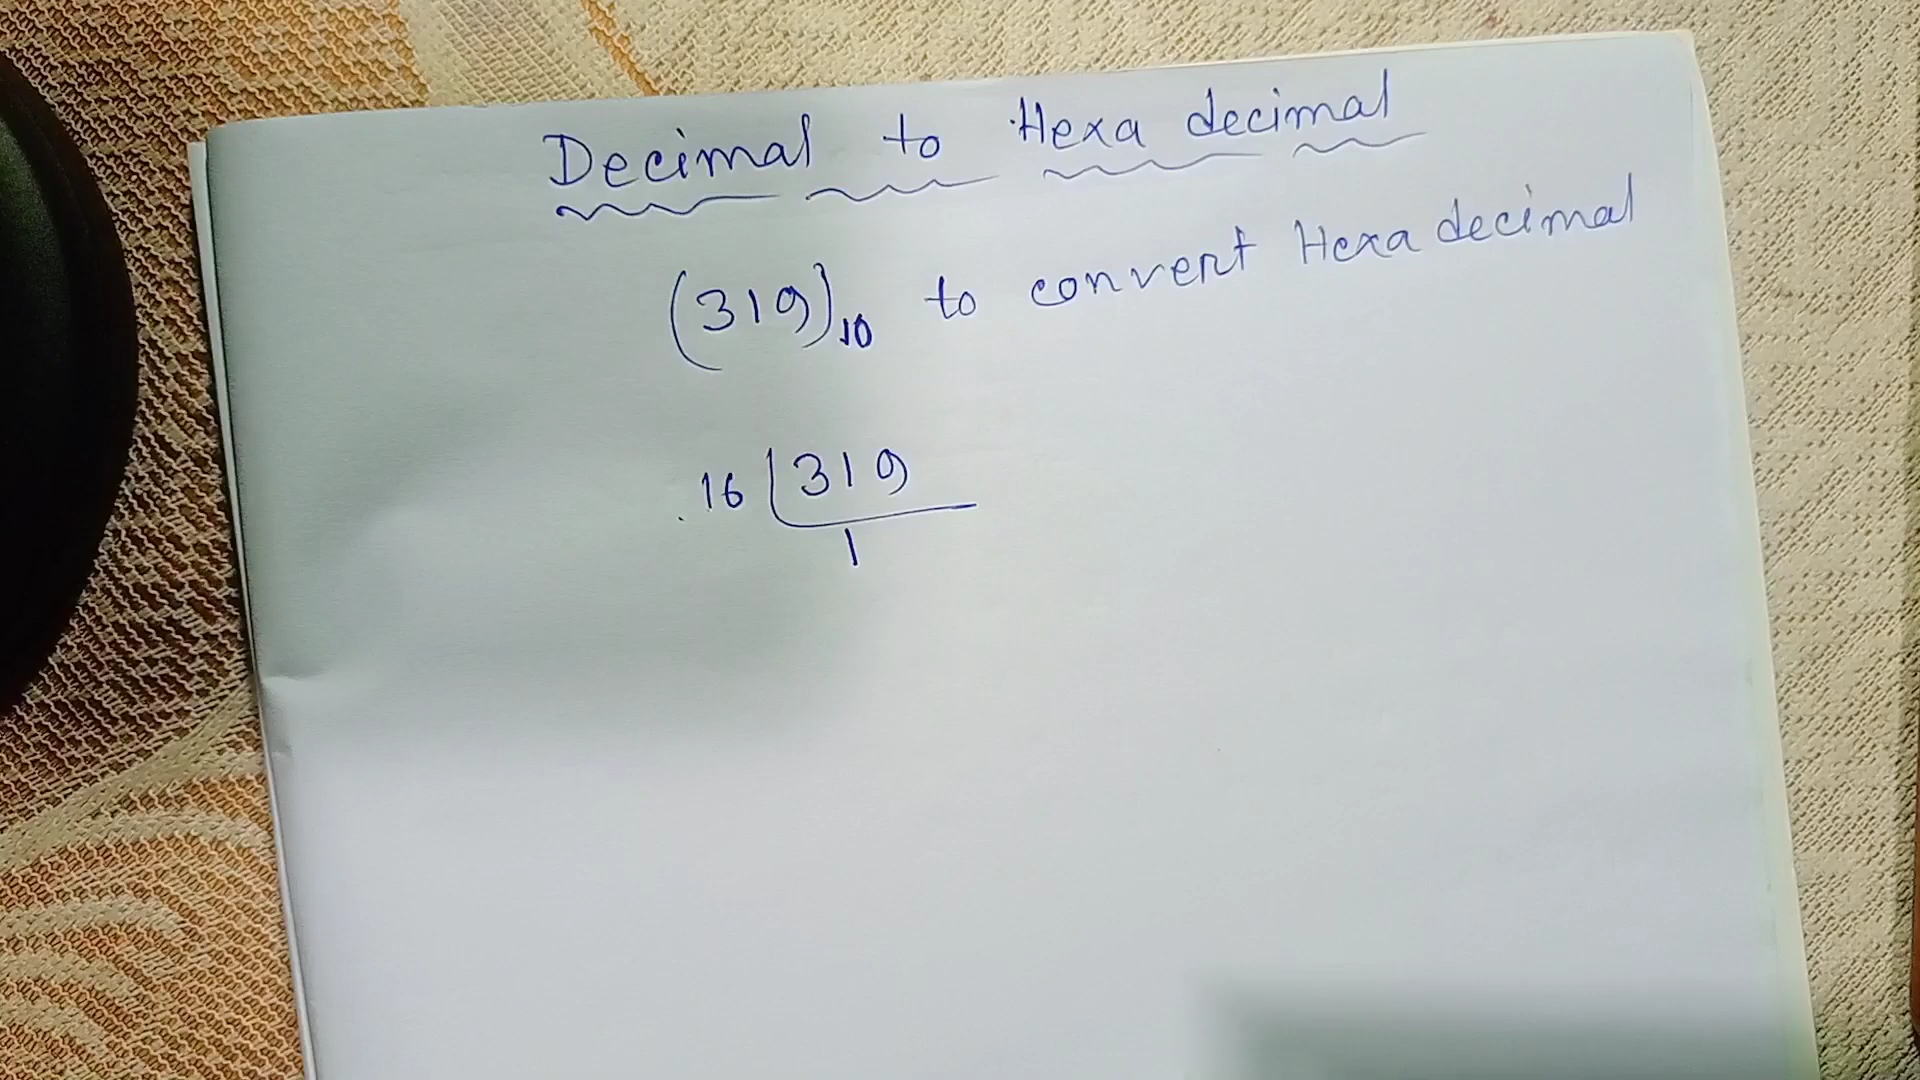 Decimal to Hexa decimal
(319)10 to convert Hexa decimal
16 319
1